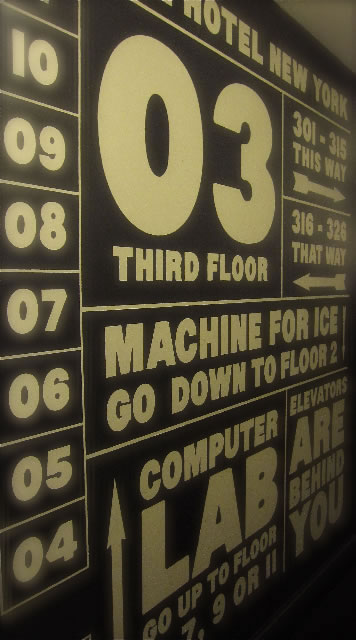 HOTEL NEW YORK
10
09
08
07
06
05
04
03
THIRD FLOOR
301 - 315
THIS WAY
316 - 326
THAT WAY
MACHINE FOR ICE
GO DOWN TO FLOOR 2
COMPUTER
LAB
GO UP TO FLOOR
7, 9 OR 11
ELEVATORS
ARE
BEHIND
YOU